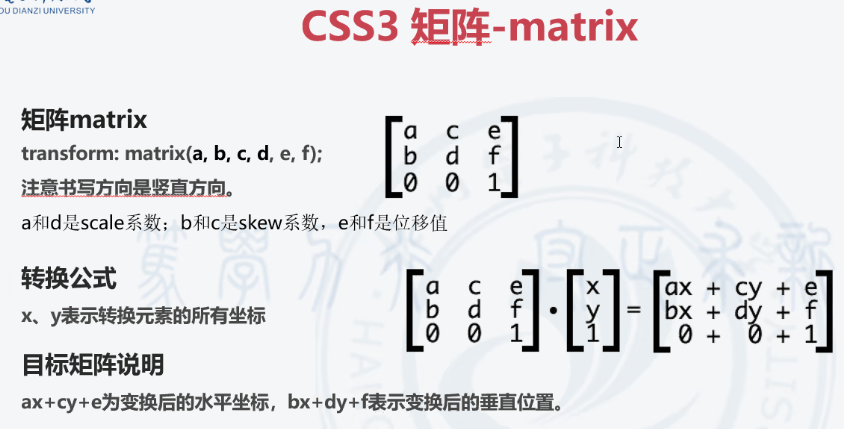 OU DIANZI UNIVERSITY
CSS3 矩阵-matrix
矩阵matrix
transform: matrix(a, b, c, d, e, f);
注意书写方向是竖直方向。
a和d是scale系数；b和c是skew系数，e和f是位移值
a c e
b d f
0 0 1
转换公式
x、y表示转换元素的所有坐标
a c e x ax + cy + e
b d f • y = bx + dy + f
0 0 1 1 0 + 0 + 1
目标矩阵说明
ax+cy+e为变换后的水平坐标，bx+dy+f表示变换后的垂直位置。